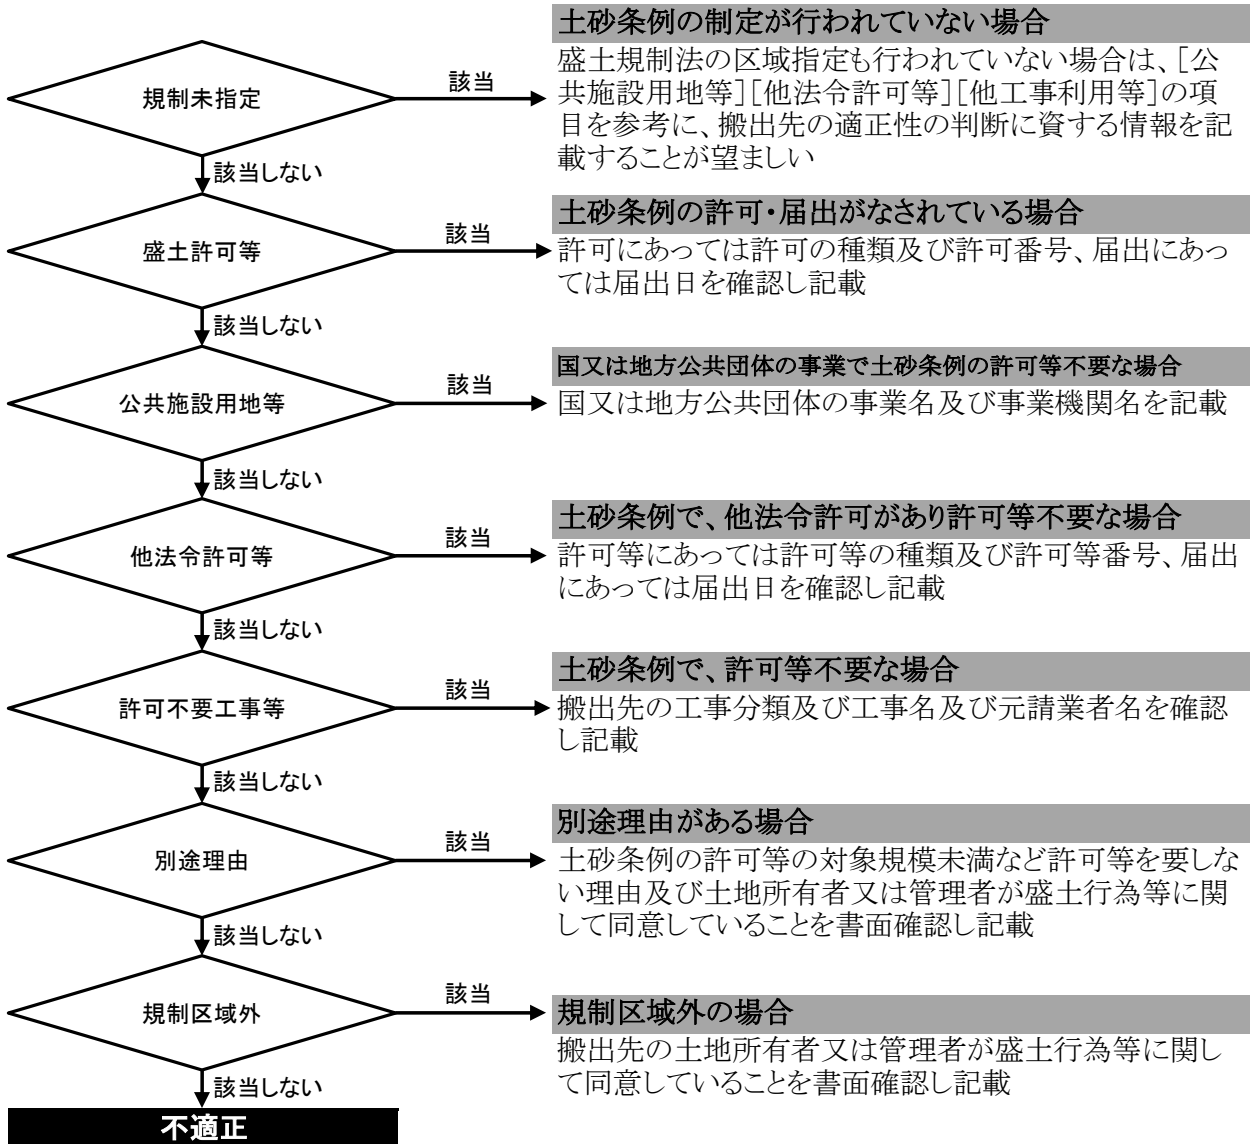 土砂条例の制定が行われていない場合
規制未指定
該当
盛土規制法の区域指定も行われていない場合は、[公
共施設用地等][他法令許可等][他工事利用等]の項
目を参考に、搬出先の適正性の判断に資する情報を記
載することが望ましい
該当しない
土砂条例の許可・届出がなされている場合
盛土許可等
該当
許可にあっては許可の種類及び許可番号、届出にあっ
ては届出日を確認し記載
該当しない
国又は地方公共団体の事業で土砂条例の許可等不要な場合
公共施設用地等
該当
国又は地方公共団体の事業名及び事業機関名を記載
該当しない
土砂条例で、他法令許可があり許可等不要な場合
他法令許可等
該当
許可等にあっては許可等の種類及び許可等番号、届出
にあっては届出日を確認し記載
該当しない
土砂条例で、許可等不要な場合
許可不要工事等
該当
搬出先の工事分類及び工事名及び元請業者名を確認
し記載
該当しない
別途理由がある場合
別途理由
該当
土砂条例の許可等の対象規模未満など許可等を要しな
い理由及び土地所有者又は管理者が盛土行為等に関
して同意していることを書面確認し記載
該当しない
規制区域外の場合
規制区域外
該当
搬出先の土地所有者又は管理者が盛土行為等に関し
て同意していることを書面確認し記載
該当しない
不適正